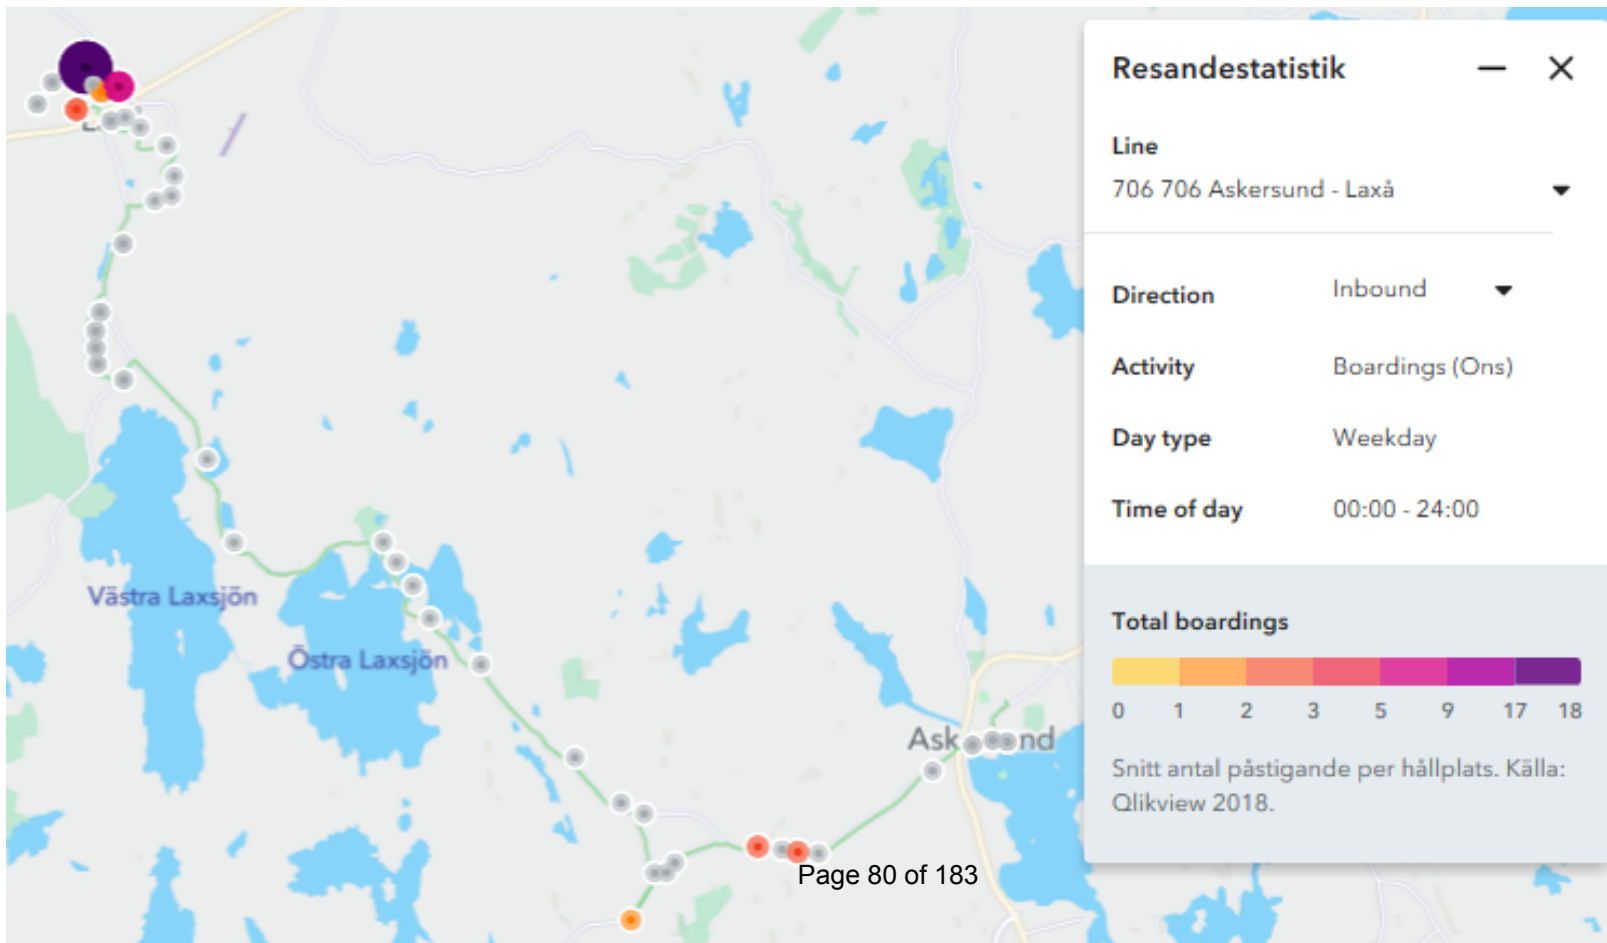 Resandestatistik
Line
706 706 Askersund - Laxå
Direction
Inbound
Activity
Boardings (Ons)
Day type
Weekday
Time of day
00:00 - 24:00
Total boardings
0 1 2 3 5 9 17 18
Snitt antal påstigande per hållplats. Källa:
Qlikview 2018.
Västra Laxsjön
Östra Laxsjön
Ask nd
Page 80 of 183